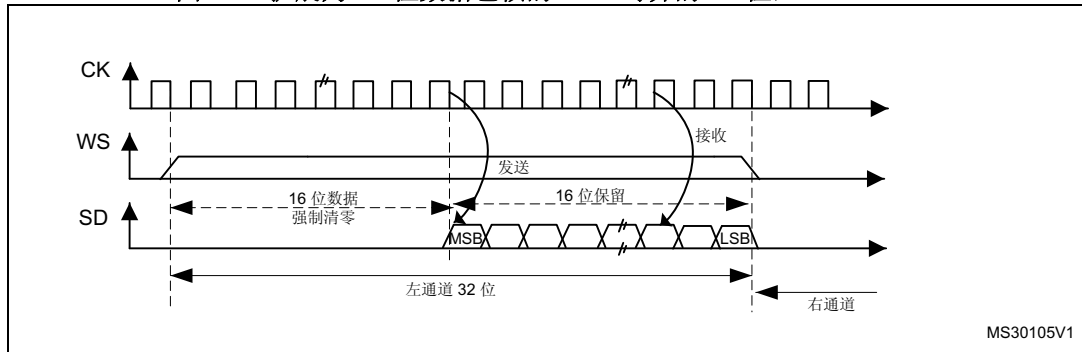 CK
接收
WS
发送
16 位数据
强制清零
16 位保留
SD
MSB
LSB
左通道 32 位
右通道
MS30105V1